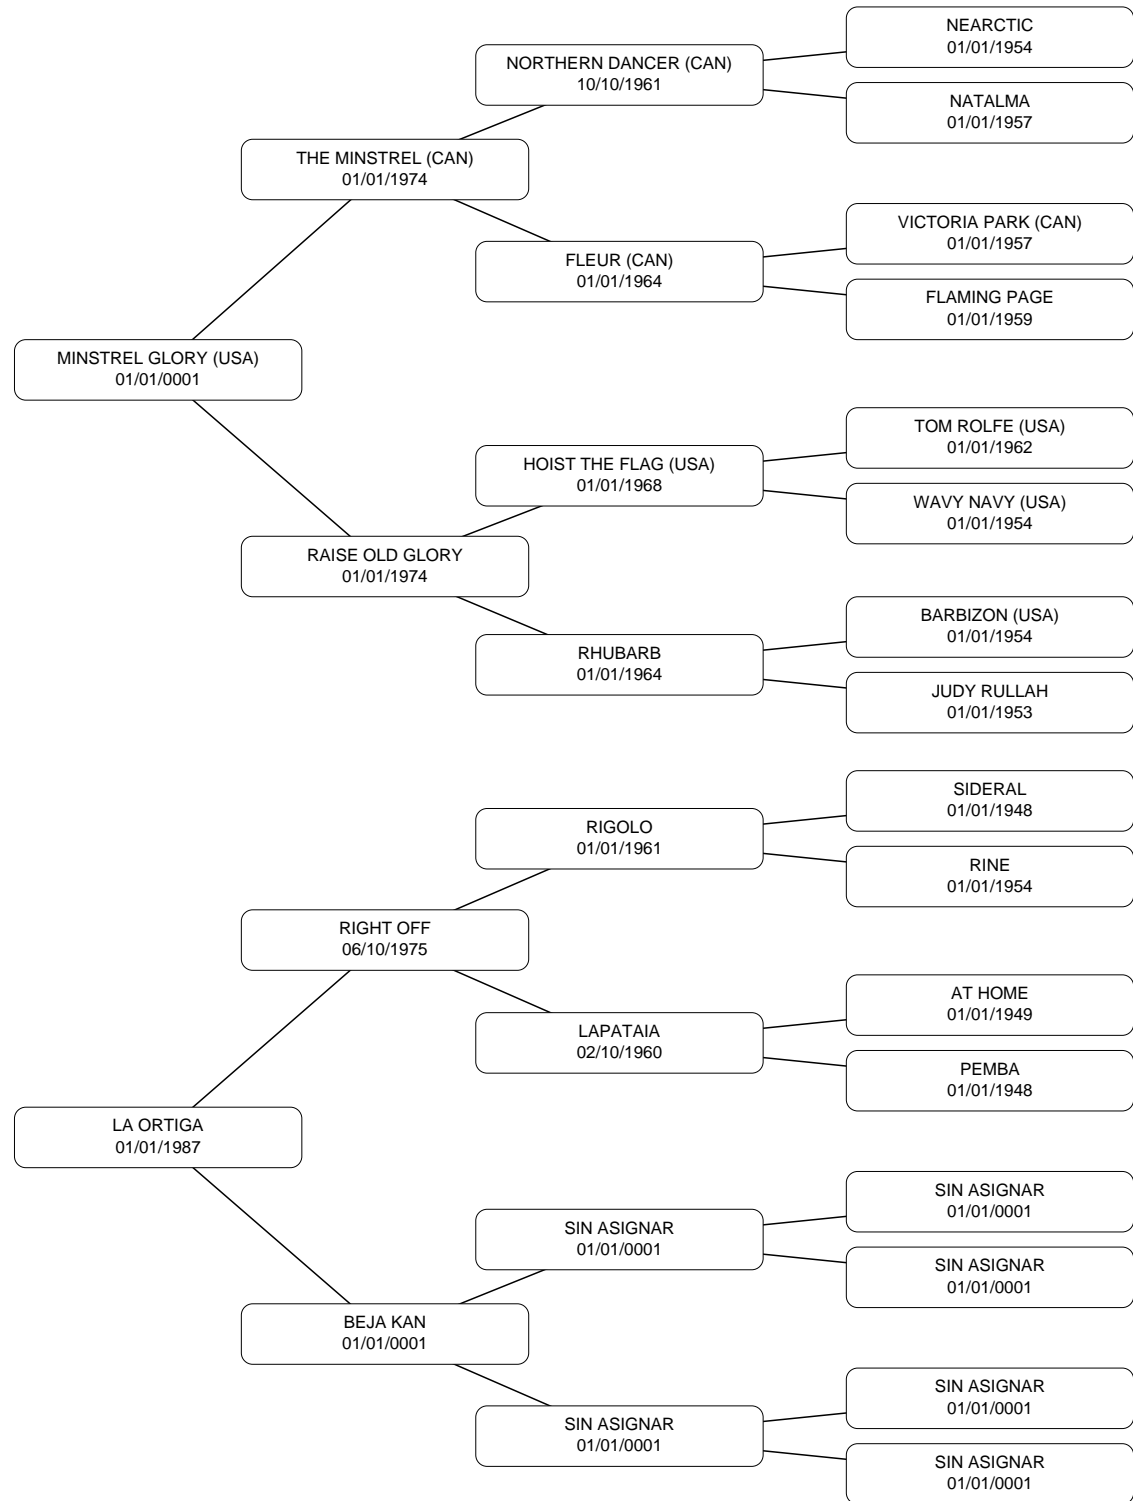 NEARCTIC
01/01/1954
NORTHERN DANCER (CAN)
10/10/1961
NATALMA
01/01/1957
THE MINSTREL (CAN)
01/01/1974
VICTORIA PARK (CAN)
01/01/1957
FLEUR (CAN)
01/01/1964
FLAMING PAGE
01/01/1959
MINSTREL GLORY (USA)
01/01/0001
TOM ROLFE (USA)
01/01/1962
HOIST THE FLAG (USA)
01/01/1968
WAVY NAVY (USA)
01/01/1954
RAISE OLD GLORY
01/01/1974
BARBIZON (USA)
01/01/1954
RHUBARB
01/01/1964
JUDY RULLAH
01/01/1953
SIDERAL
01/01/1948
RIGOLO
01/01/1961
RINE
01/01/1954
RIGHT OFF
06/10/1975
AT HOME
01/01/1949
LAPATAIA
02/10/1960
PEMBA
01/01/1948
LA ORTIGA
01/01/1987
SIN ASIGNAR
01/01/0001
SIN ASIGNAR
01/01/0001
SIN ASIGNAR
01/01/0001
BEJA KAN
01/01/0001
SIN ASIGNAR
01/01/0001
SIN ASIGNAR
01/01/0001
SIN ASIGNAR
01/01/0001